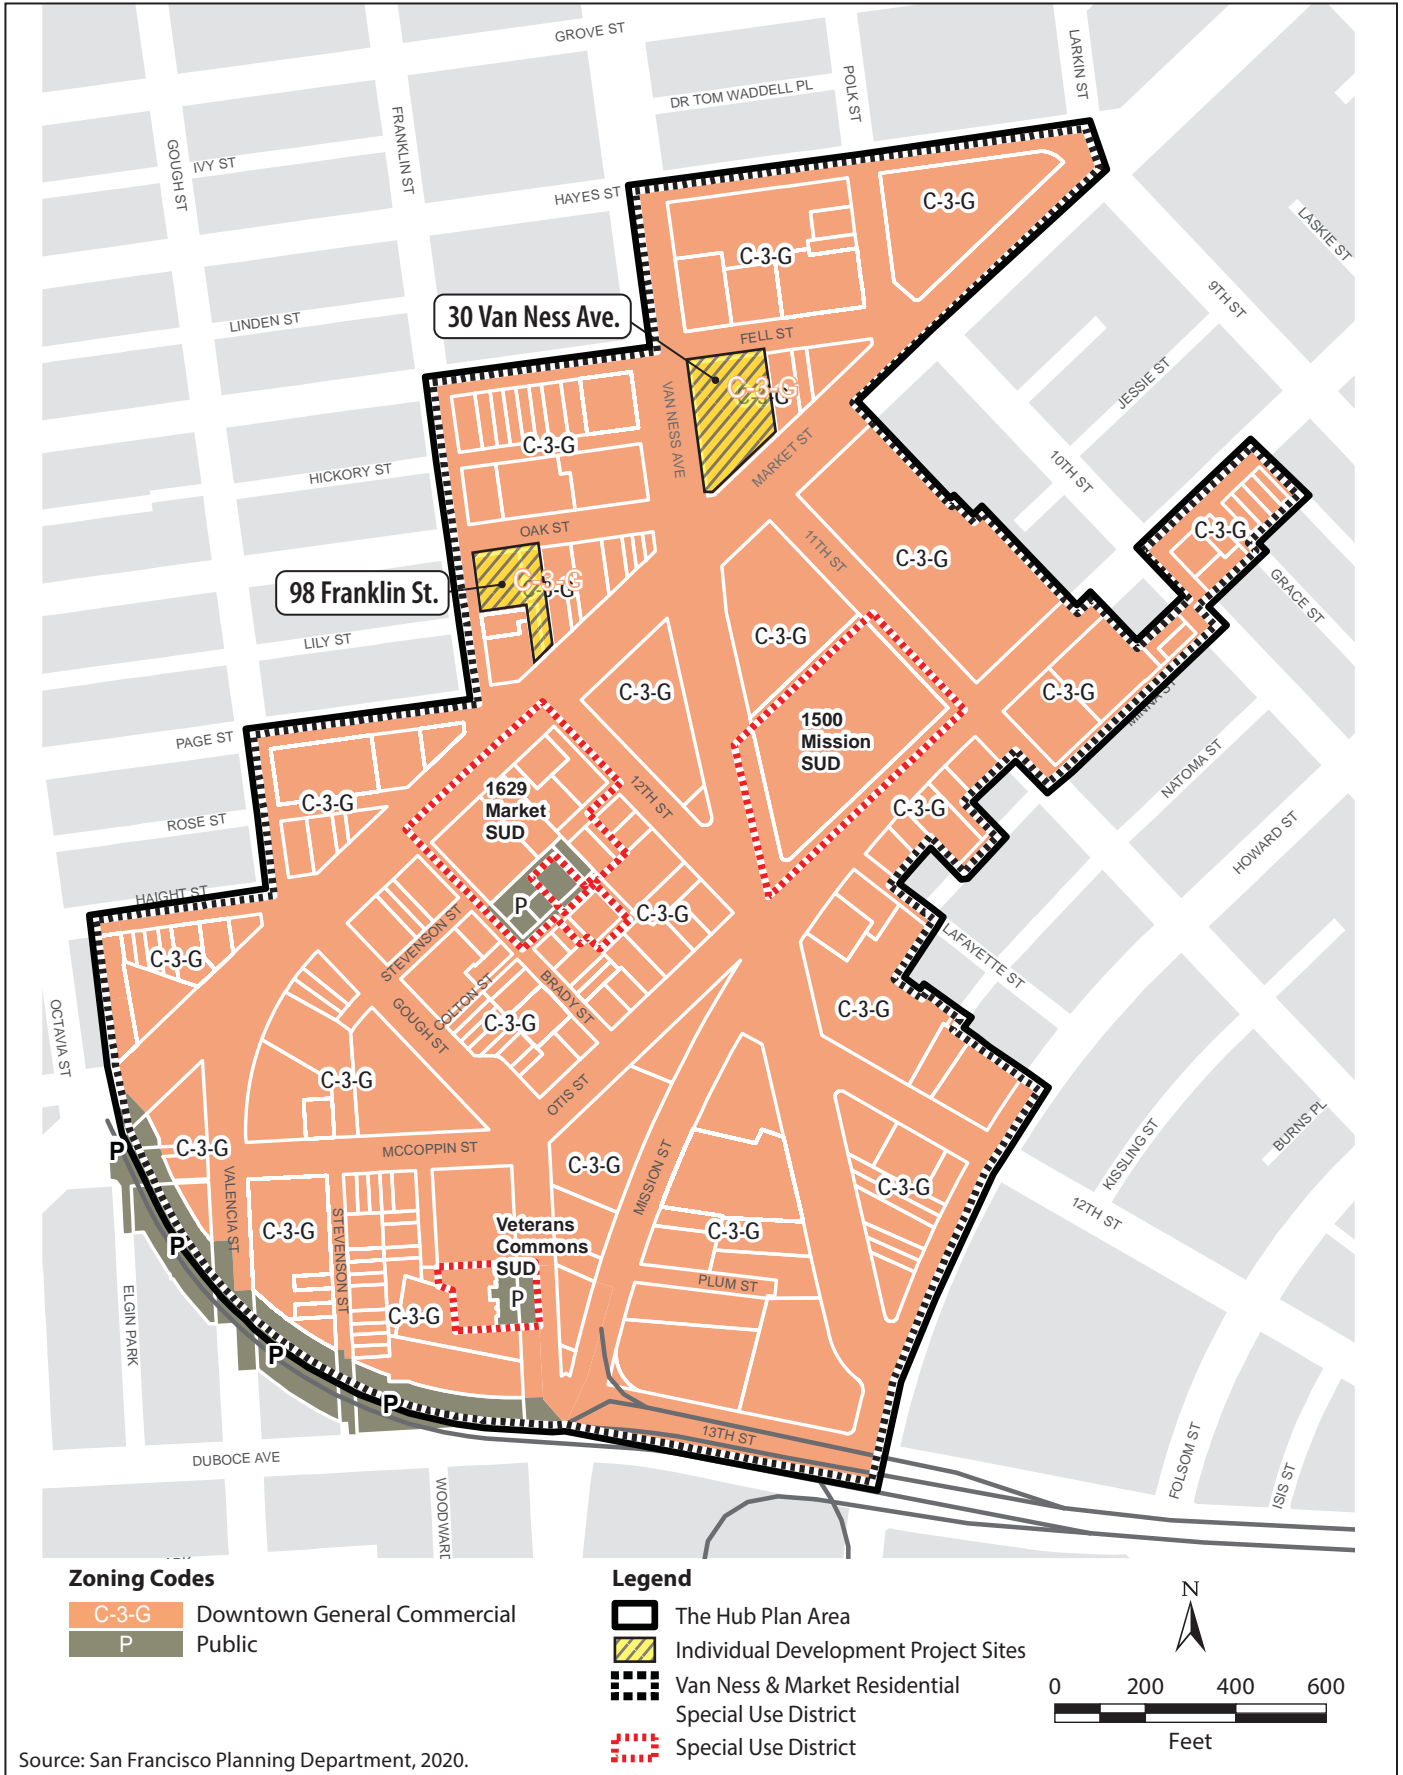 GROVE ST
LARKIN ST
POLK ST
DR TOM WADDELL PL
FRANKLIN ST
GOUGH ST
IVY ST
HAYES ST
C-3-G
LASKIE ST
C-3-G
9TH ST
30 Van Ness Ave.
LINDEN ST
FELL ST
JESSIE ST
C-3-G
C-3-G
VAN NESS AVE
C-3-G
MARKET ST
HICKORY ST
10TH ST
OAK ST
C-3-G
11TH ST
C-3-G
98 Franklin St.
C-3-G
C-3-G
GRACE ST
LILY ST
C-3-G
C-3-G
C-3-G
1500
Mission
SUD
PAGE ST
NATOMA ST
1629
Market
SUD
12TH ST
C-3-G
C-3-G
ROSE ST
HOWARD ST
HAIGHT ST
P
C-3-G
STEVENSON ST
LAFAYETTE ST
C-3-G
BRADY ST
COLTON ST
C-3-G
GOUGH ST
C-3-G
OCTAVIA ST
C-3-G
OTIS ST
BURNS PL
P
C-3-G
MCCOPPIN ST
C-3-G
KISSLING ST
MISSION ST
C-3-G
VALENCIA ST
12TH ST
P
C-3-G
STEVENSON ST
Veterans
Commons
SUD
C-3-G
PLUM ST
P
C-3-G
ELGIN PARK
P
P
13TH ST
DUBOCE AVE
FOLSOM ST
ISIS ST
WOODWARD
Zoning Codes
C-3-G Downtown General Commercial
P Public
Legend
The Hub Plan Area
Individual Development Project Sites
Van Ness & Market Residential
Special Use District
Special Use District
N
0 200 400 600
Feet
Source: San Francisco Planning Department, 2020.